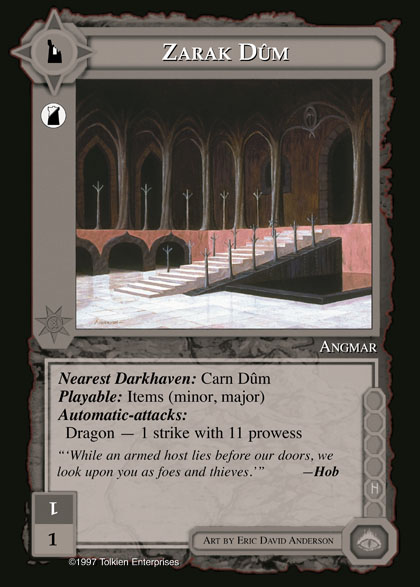 ZARAK DÛM
ANGMAR
Nearest Darkhaven: Carn Dûm
Playable: Items (minor, major)
Automatic-attacks:
Dragon — 1 strike with 11 prowess
“‘While an armed host lies before our doors, we
look upon you as foes and thieves.’” —Hob
H
1
1
ART BY ERIC DAVID ANDERSON
©1997 Tolkien Enterprises